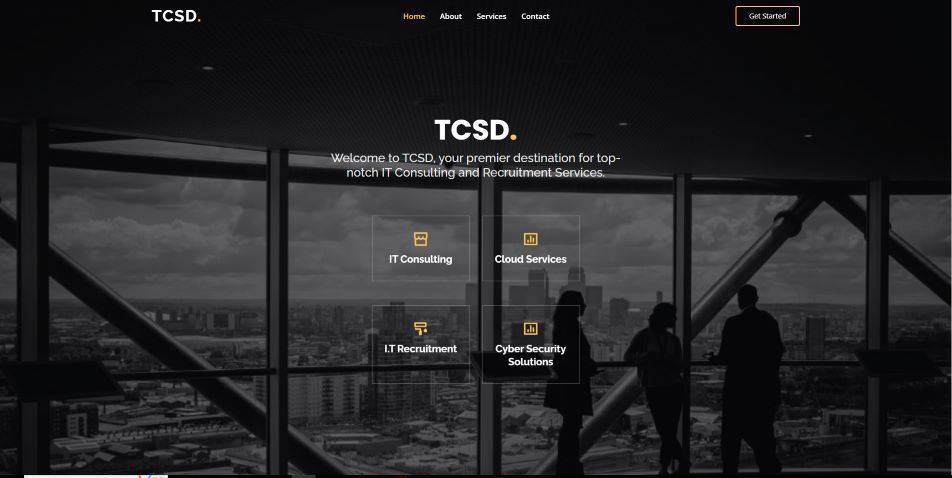 TCSD.
Home About Services Contact
Get Started
TCSD.
Welcome to TCSD, your premier destination for top-
notch IT Consulting and Recruitment Services.
IT Consulting
Cloud Services
I.T Recruitment
Cyber Security
Solutions